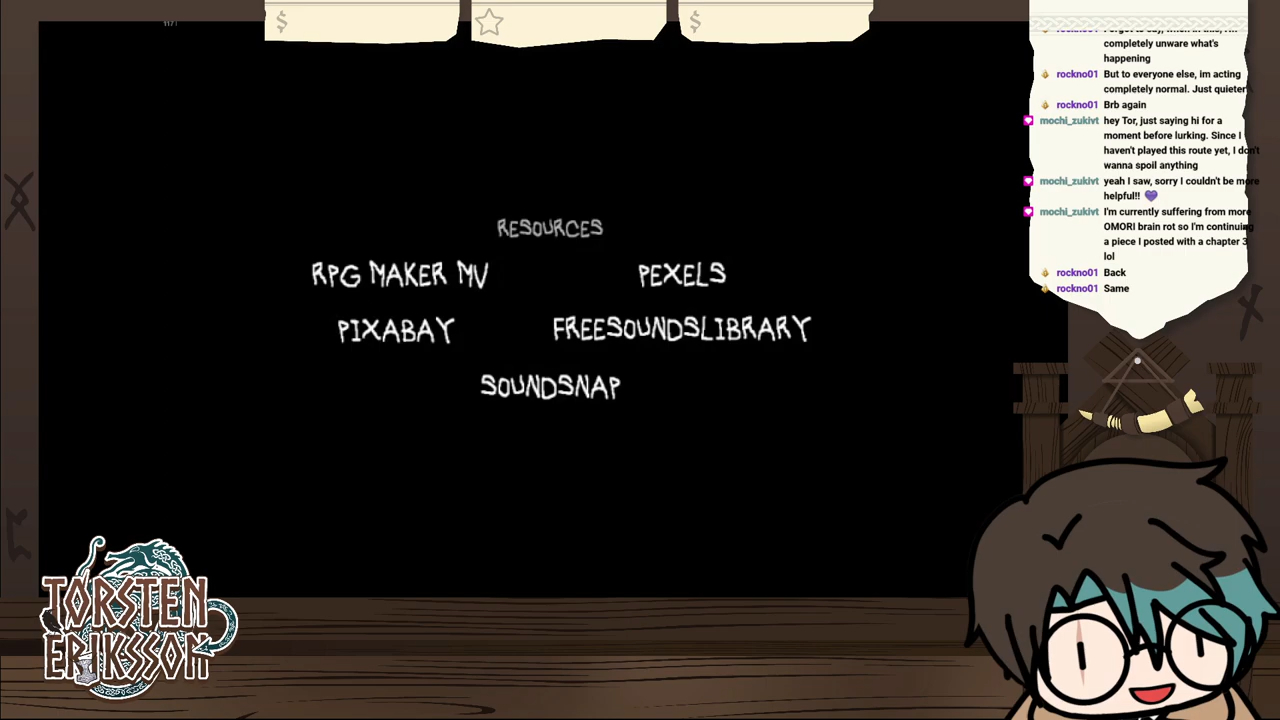 $
$
RESOURCES
RPG MAKER MV PEXELS
PIXABAY FREESOUNDSLIBRARY
SOUNDSNAP
completely unware what's
happening
rockno01 But to everyone else, im acting
completely normal. Just quieter
rockno01 Brb again
mochi_zukivt hey Tor, just saying hi for a
moment before lurking. Since I
haven't played this route yet, I don't
wanna spoil anything
mochi_zukivt yeah I saw, sorry I couldn't be more
helpful!! 💜
mochi_zukivt I'm currently suffering from more
OMORI brain rot so I'm continuing
a piece I posted with a chapter 3
lol
rockno01 Back
rockno01 Same
TORSTEN
ERIKSSON